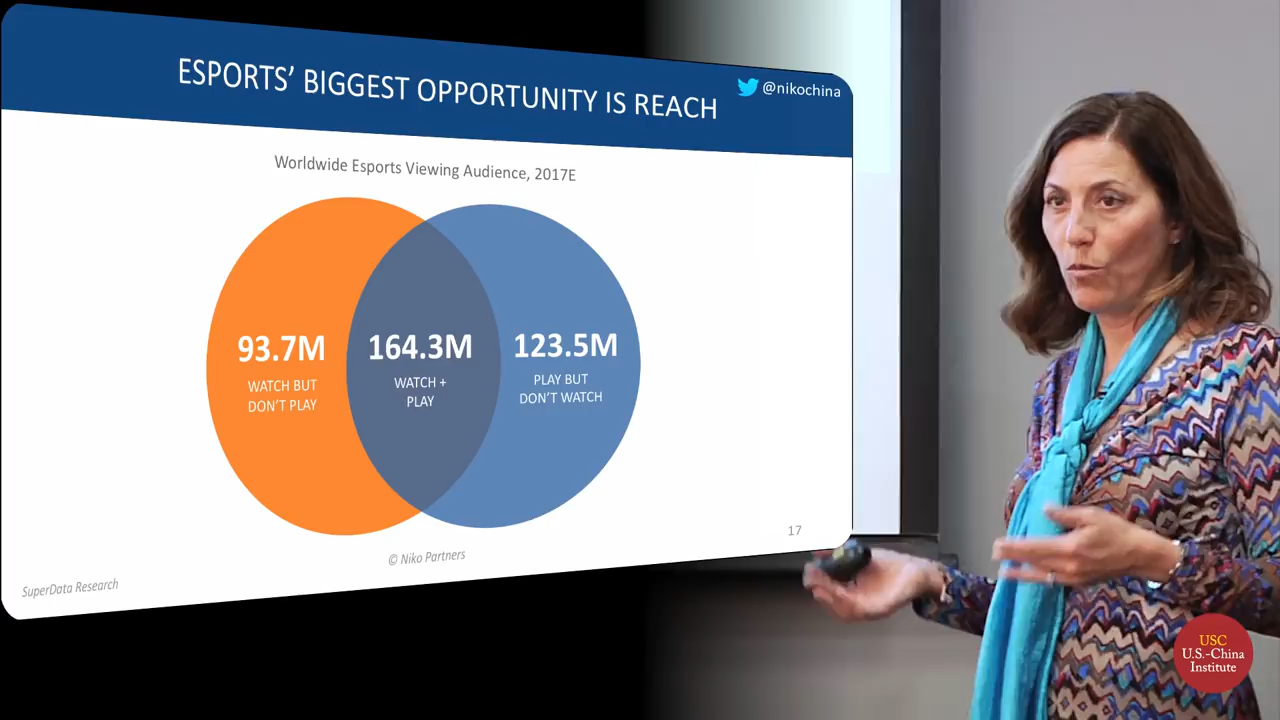 ESPORTS' BIGGEST OPPORTUNITY IS REACH
@nikochina
Worldwide Esports Viewing Audience, 2017E
93.7M
WATCH BUT
DON'T PLAY
164.3M
WATCH +
PLAY
123.5M
PLAY BUT
DON'T WATCH
17
© Niko Partners
SuperData Research
USC
U.S.-China
Institute